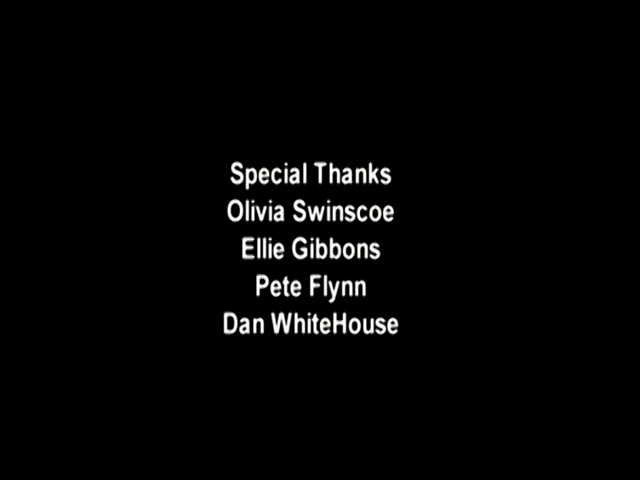 Special Thanks
Olivia Swinscoe
Ellie Gibbons
Pete Flynn
Dan WhiteHouse